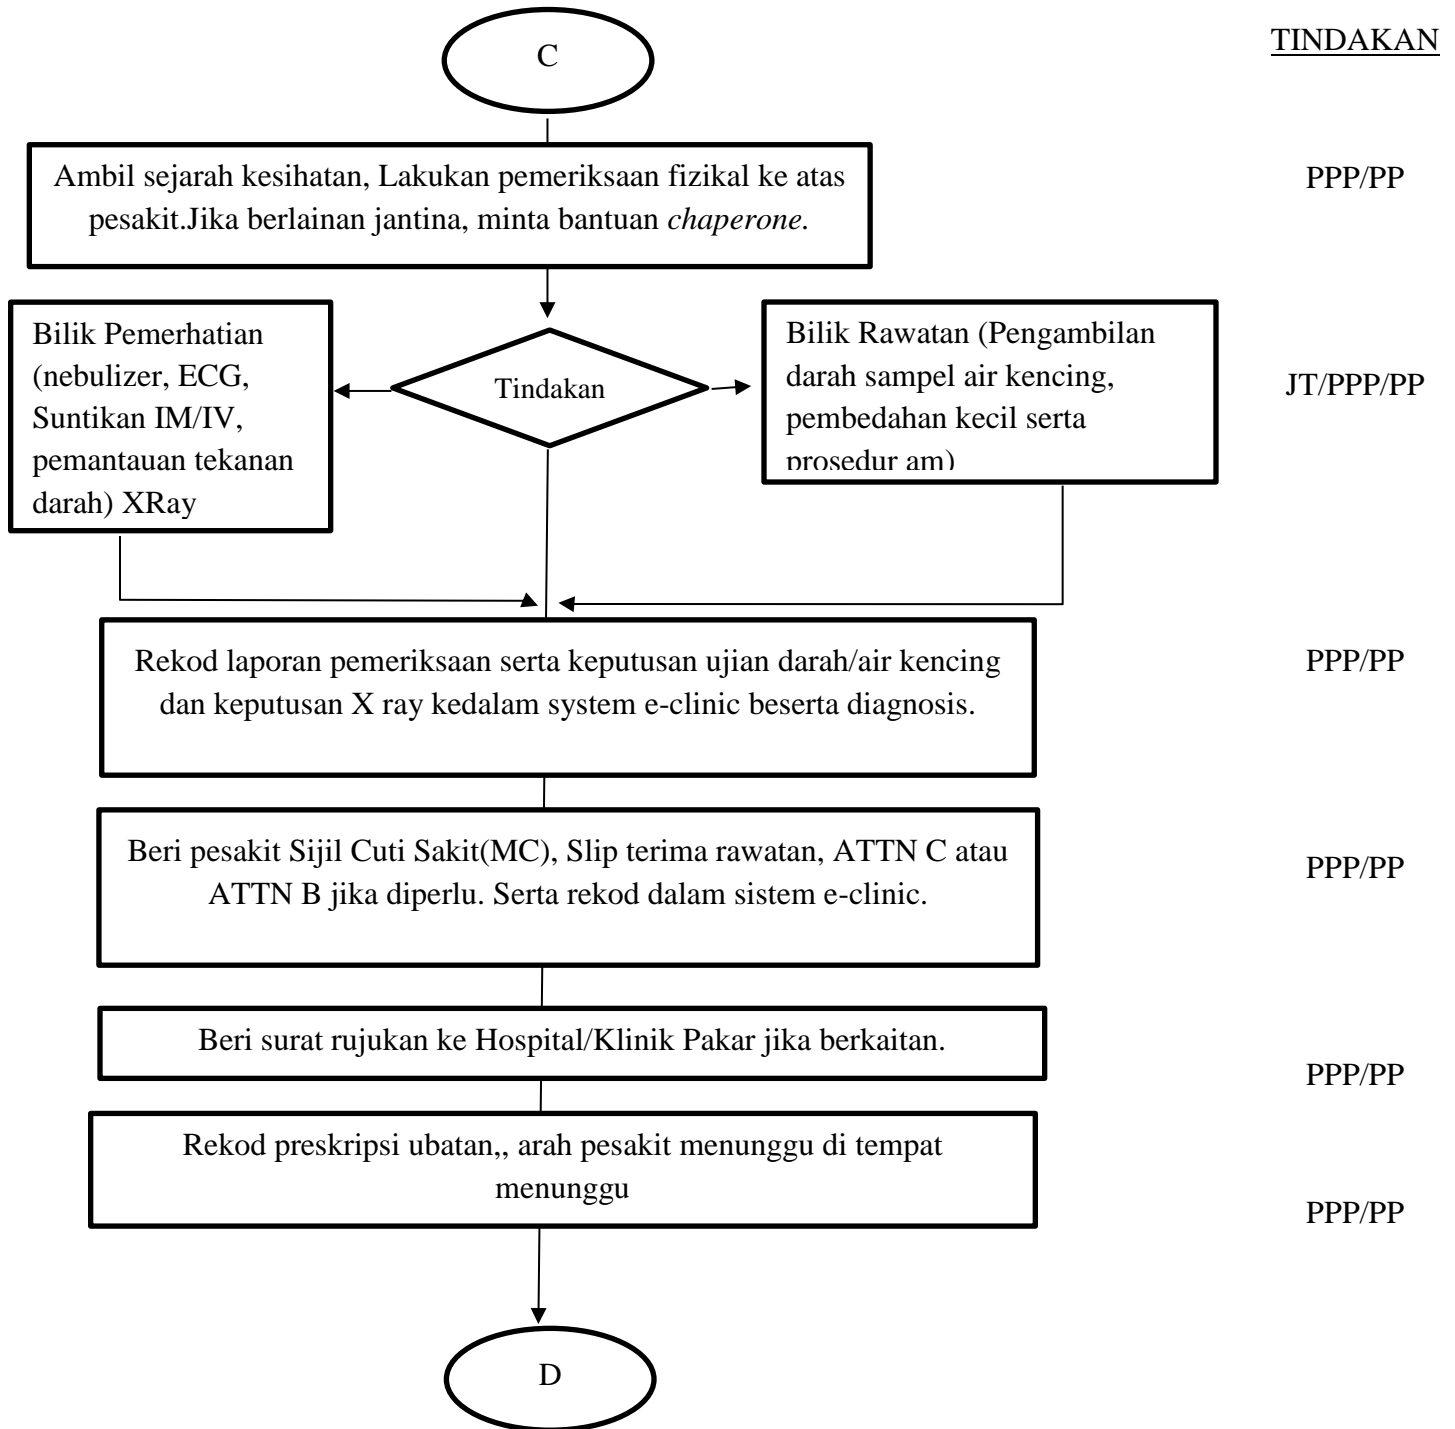 C
TINDAKAN
Ambil sejarah kesihatan, Lakukan pemeriksaan fizikal ke atas
pesakit.Jika berlainan jantina, minta bantuan chaperone.
PPP/PP
Bilik Pemerhatian
(nebulizer, ECG,
Suntikan IM/IV,
pemantauan tekanan
darah) XRay
Tindakan
Bilik Rawatan (Pengambilan
darah sampel air kencing,
pembedahan kecil serta
prosedur am)
JT/PPP/PP
Rekod laporan pemeriksaan serta keputusan ujian darah/air kencing
dan keputusan X ray kedalam system e-clinic beserta diagnosis.
PPP/PP
Beri pesakit Sijil Cuti Sakit(MC), Slip terima rawatan, ATTN C atau
ATTN B jika diperlu. Serta rekod dalam sistem e-clinic.
PPP/PP
Beri surat rujukan ke Hospital/Klinik Pakar jika berkaitan.
PPP/PP
Rekod preskripsi ubatan,, arah pesakit menunggu di tempat
menunggu
PPP/PP
D